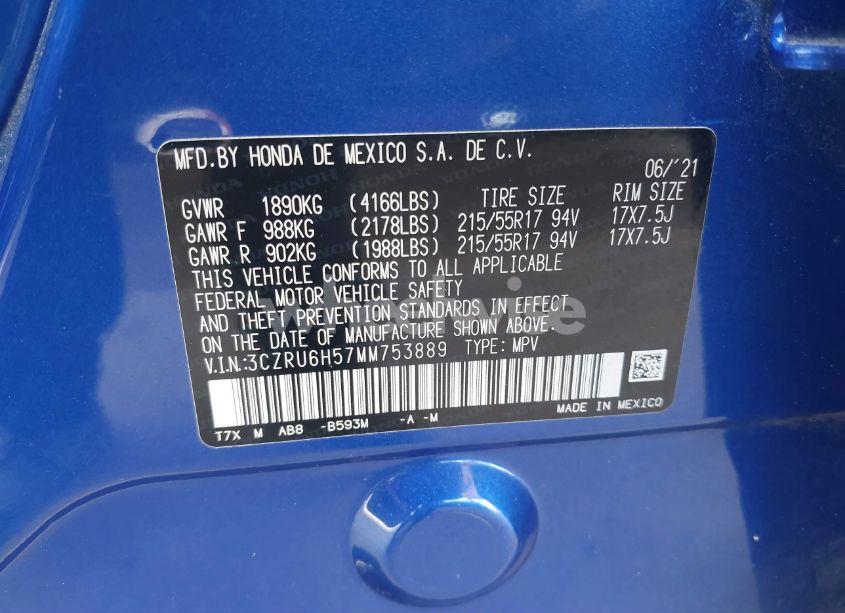 MFD.BY HONDA DE MEXICO S.A. DE C.V.
06/'21
GVWR 1890KG (4166LBS) TIRE SIZE RIM SIZE
GAWR F 988KG (2178LBS) 215/55R17 94V 17X7.5J
GAWR R 902KG (1988LBS) 215/55R17 94V 17X7.5J
THIS VEHICLE CONFORMS TO ALL APPLICABLE
FEDERAL MOTOR VEHICLE SAFETY
AND THEFT PREVENTION STANDARDS IN EFFECT
ON THE DATE OF MANUFACTURE SHOWN ABOVE.
V.I.N.:3CZRU6H57MM753889 TYPE: MPV
T7X M AB8 -B593M -A -M
MADE IN MEXICO